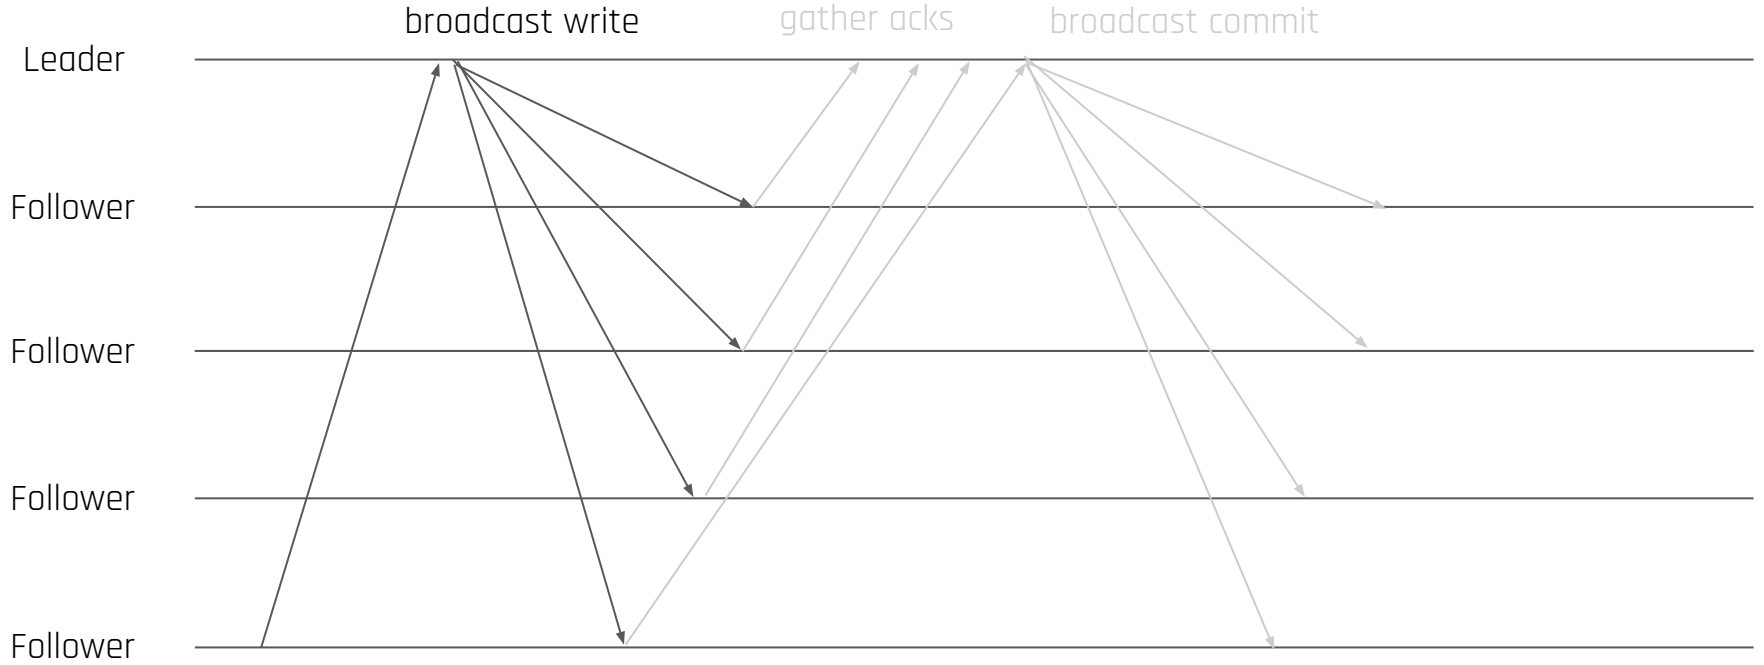 broadcast write
gather acks
broadcast commit
Leader
Follower
Follower
Follower
Follower